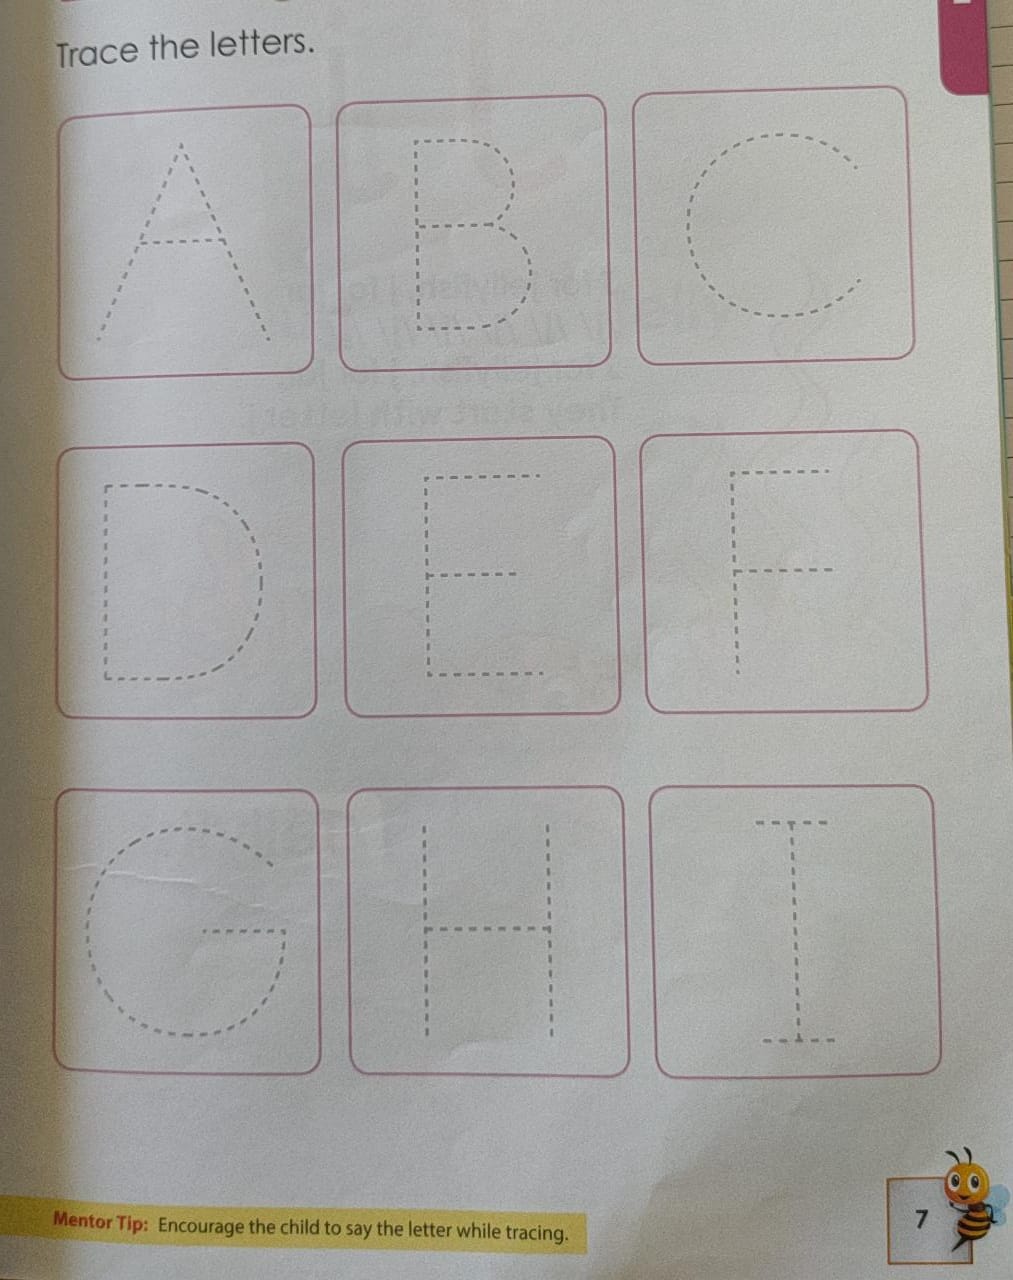 Trace the letters.
A B C
D E F
G H I
Mentor Tip: Encourage the child to say the letter while tracing.
7